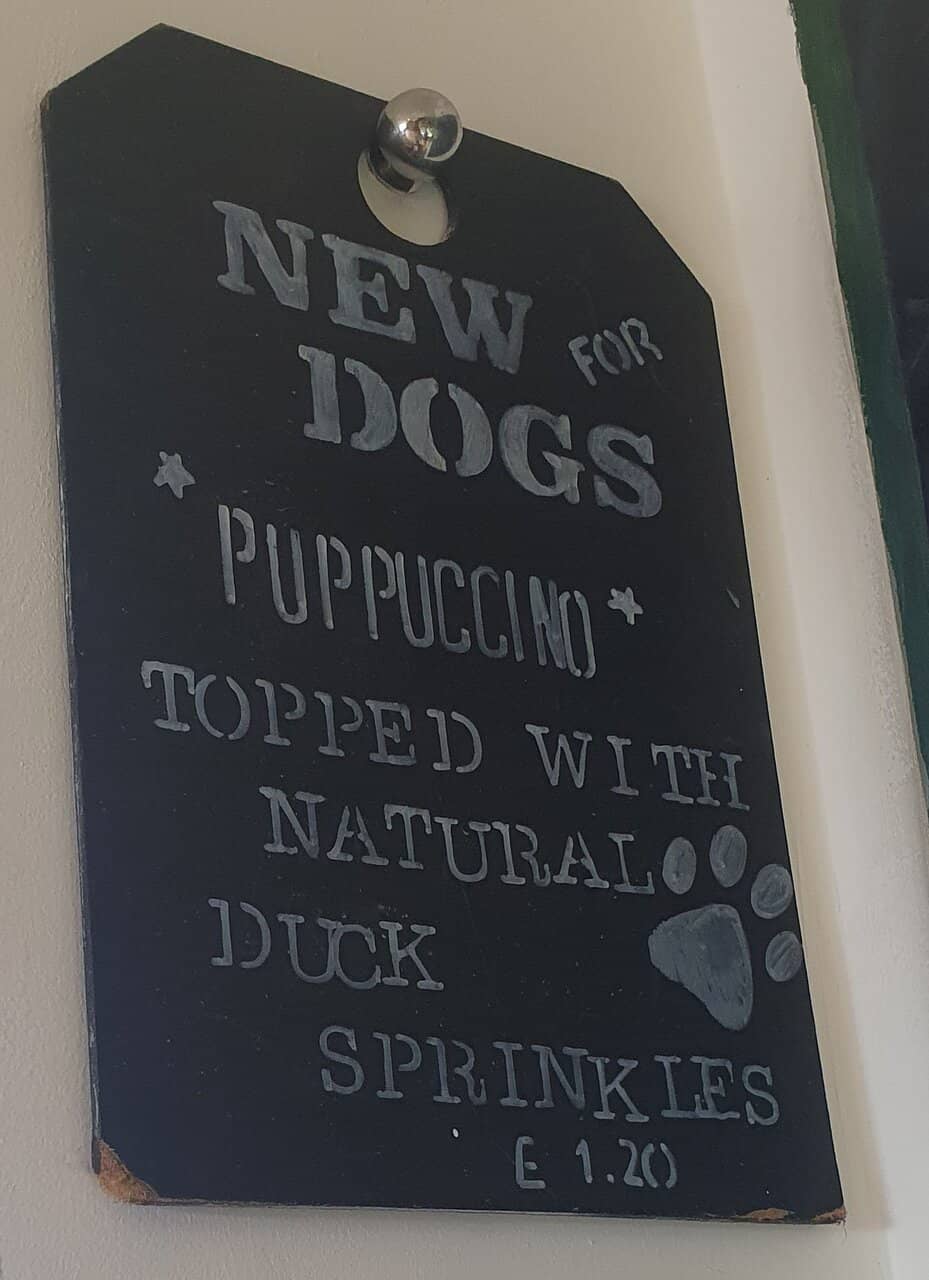 NEW FOR
DOGS
PUPPUCCINO
TOPPED WITH
NATURAL
DUCK
SPRINKLES
E 1.20